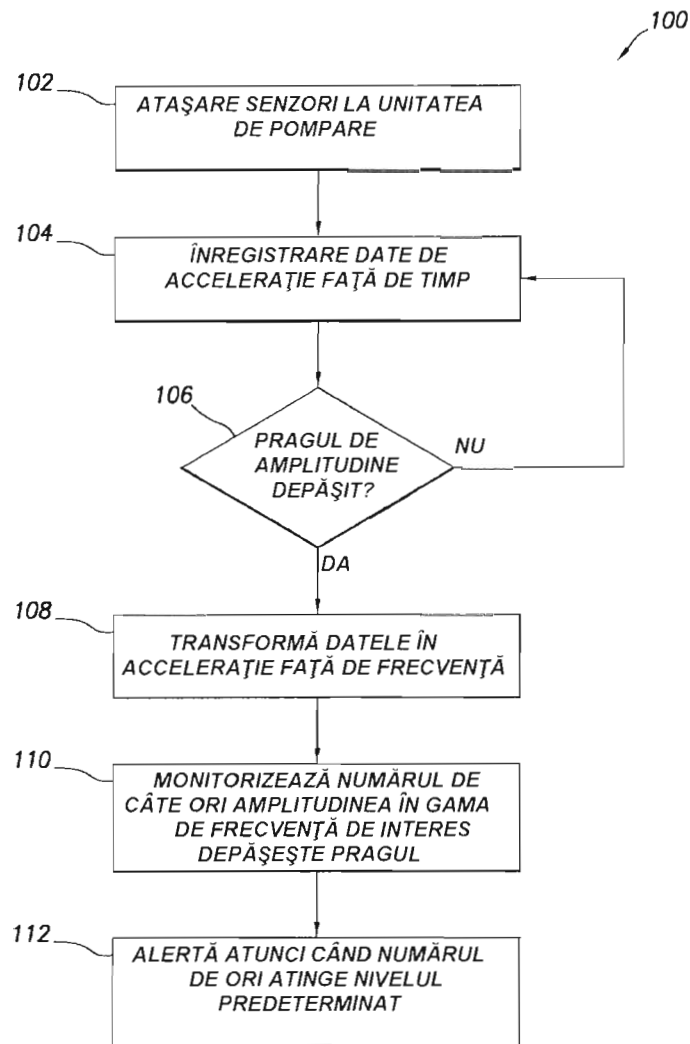 100
102
ATAŞARE SENZORI LA UNITATEA
DE POMPARE
104
ÎNREGISTRARE DATE DE
ACCELERAŢIE FAŢĂ DE TIMP
106
PRAGUL DE
AMPLITUDINE
DEPĂŞIT?
NU
DA
108
TRANSFORMĂ DATELE ÎN
ACCELERAŢIE FAŢĂ DE FRECVENŢĂ
110
MONITORIZEAZĂ NUMĂRUL DE
CÂTE ORI AMPLITUDINEA ÎN GAMA
DE FRECVENŢĂ DE INTERES
DEPĂŞEŞTE PRAGUL
112
ALERTĂ ATUNCI CÂND NUMĂRUL
DE ORI ATINGE NIVELUL
PREDETERMINAT